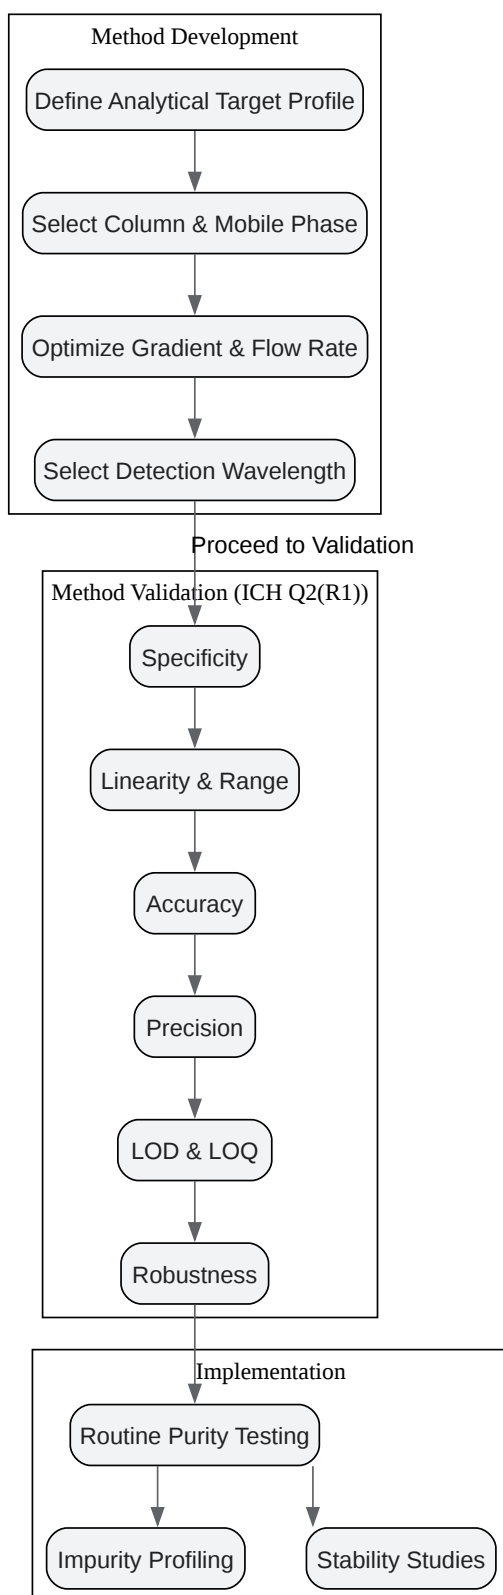 Method Development
Define Analytical Target Profile
Select Column & Mobile Phase
Optimize Gradient & Flow Rate
Select Detection Wavelength
Proceed to Validation
Method Validation (ICH Q2(R1))
Specificity
Linearity & Range
Accuracy
Precision
LOD & LOQ
Robustness
Implementation
Routine Purity Testing
Impurity Profiling
Stability Studies